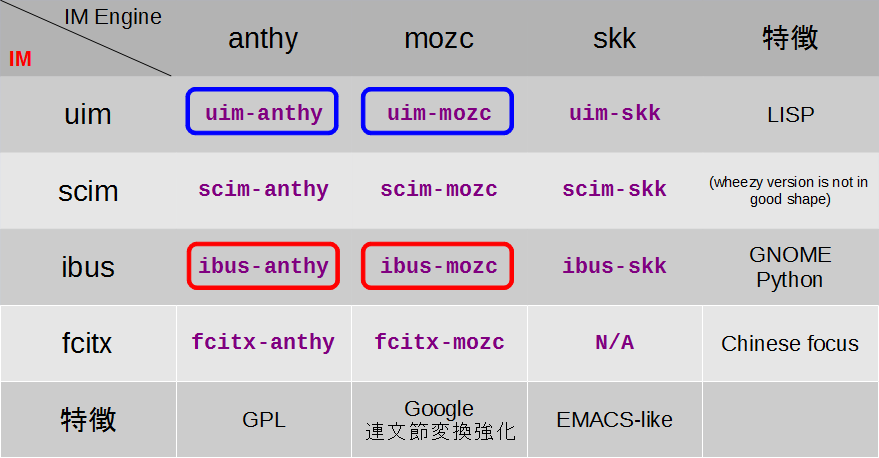 IM Engine
IM
anthy
mozc
skk
特徴
uim
uim-anthy
uim-mozc
uim-skk
LISP
scim
scim-anthy
scim-mozc
scim-skk
(wheezy version is not in
good shape)
ibus
ibus-anthy
ibus-mozc
ibus-skk
GNOME
Python
fcitx
fcitx-anthy
fcitx-mozc
N/A
Chinese focus
特徴
GPL
Google
連文節変換強化
EMACS-like